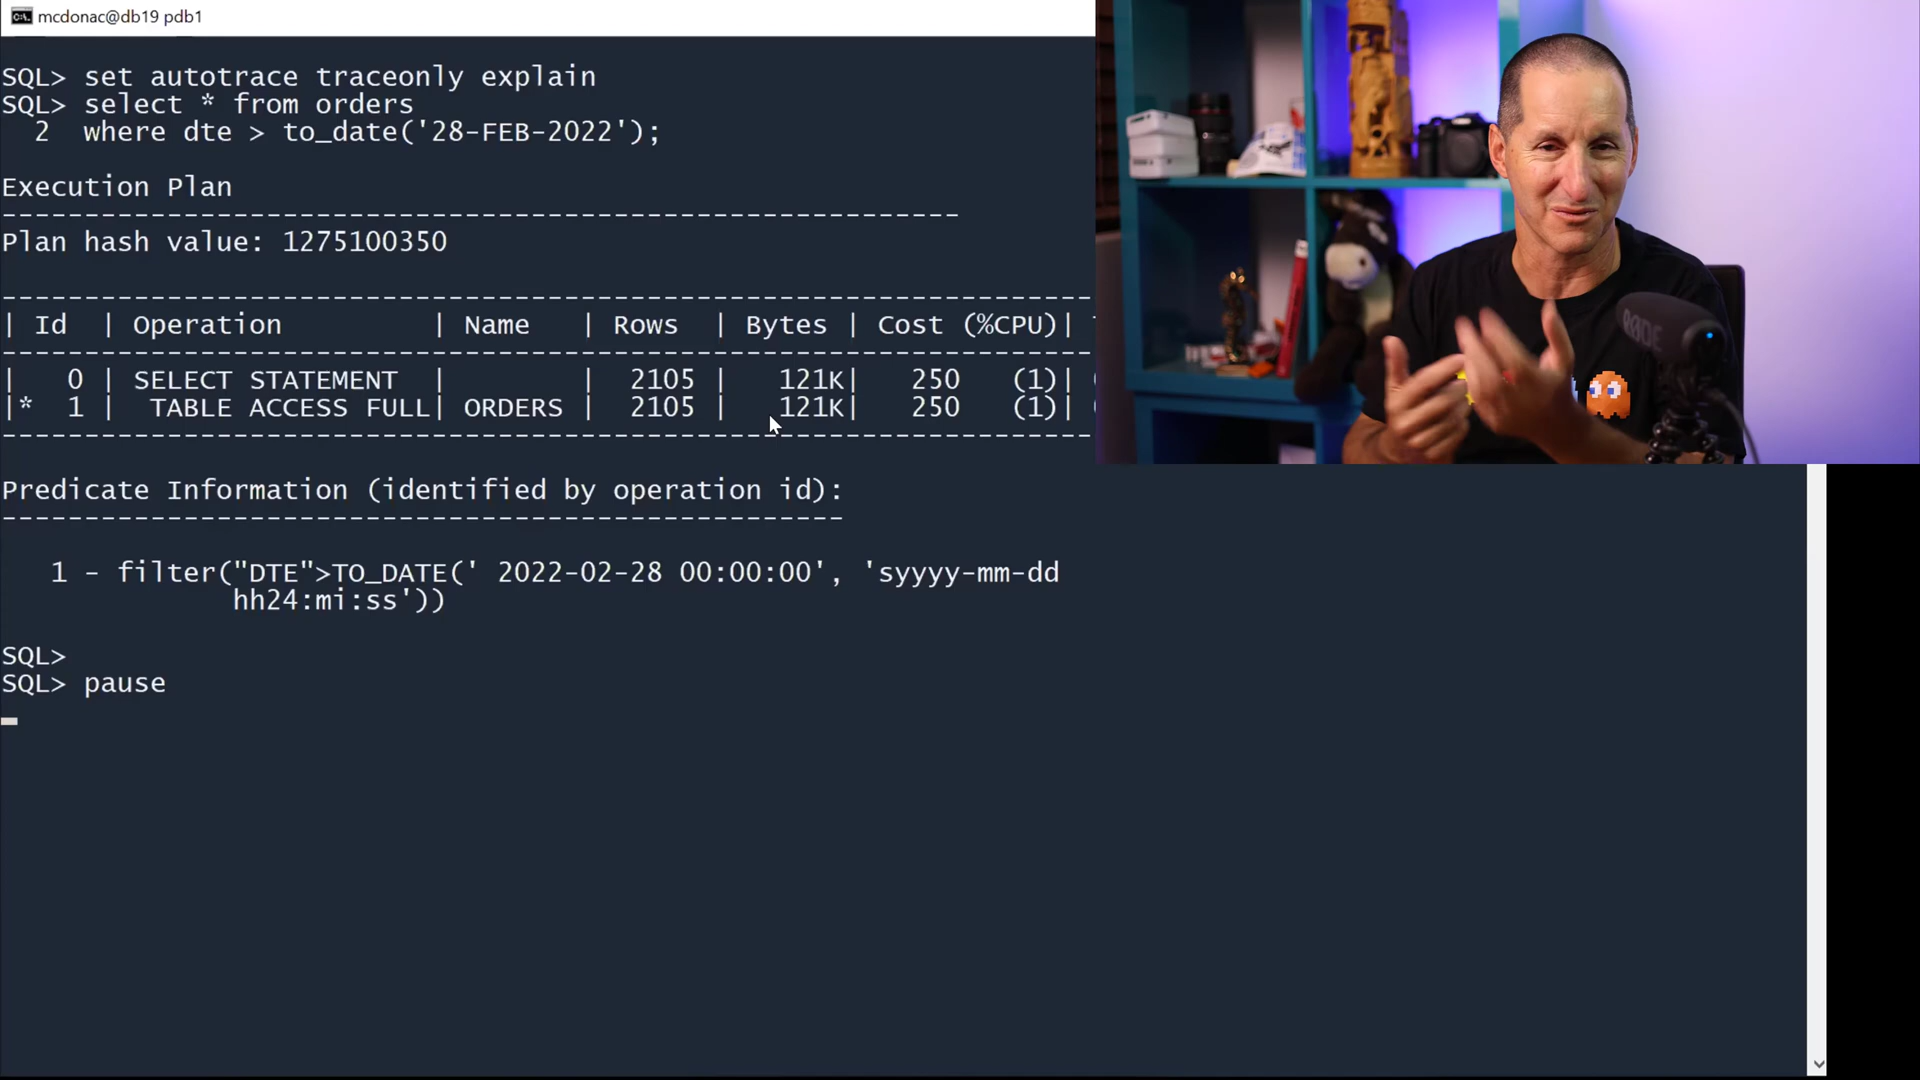 mcdonac@db19 pdb1
SQL> set autotrace traceonly explain
SQL> select * from orders
  2  where dte > to_date('28-FEB-2022');
Execution Plan
----------------------------------------------------------
Plan hash value: 1275100350
------------------------------------------------------------------
| Id  | Operation         | Name   | Rows  | Bytes | Cost (%CPU)|
------------------------------------------------------------------
|   0 | SELECT STATEMENT  |        |  2105 |   121K|   250   (1)|
|*  1 |  TABLE ACCESS FULL| ORDERS |  2105 |   121K|   250   (1)|
------------------------------------------------------------------
Predicate Information (identified by operation id):
---------------------------------------------------
   1 - filter("DTE">TO_DATE(' 2022-02-28 00:00:00', 'syyyy-mm-dd
              hh24:mi:ss'))
SQL>
SQL> pause
RØDE